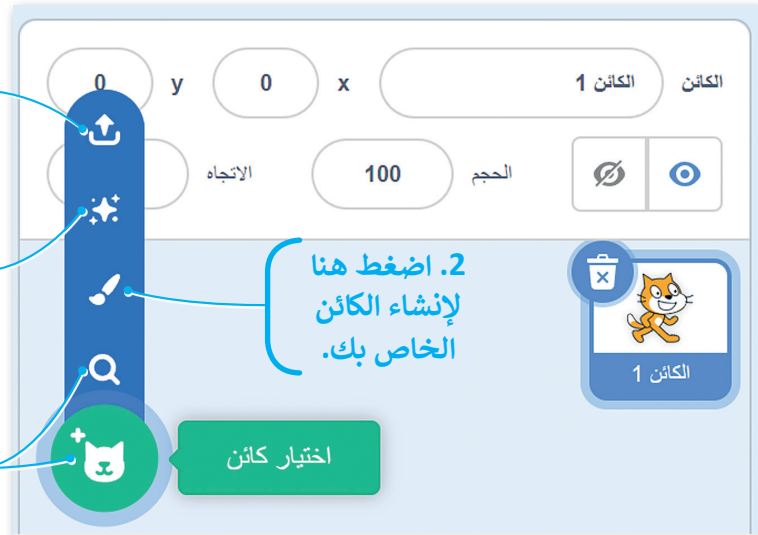 الكائن الكائن 1 x 0 y 0
الحجم 100 الاتجاه
2. اضغط هنا
لإنشاء الكائن
الخاص بك.
الكائن 1
اختيار كائن